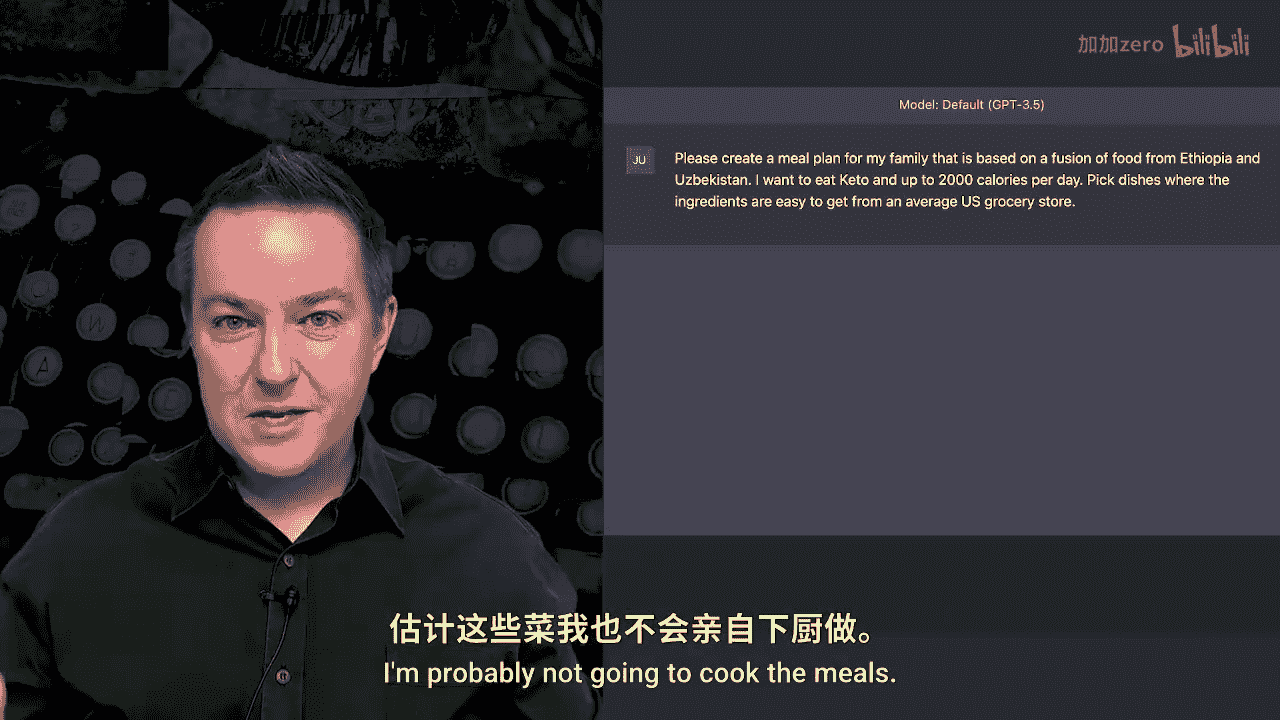 加加zero bilibili
Model: Default (GPT-3.5)
JU
Please create a meal plan for my family that is based on a fusion of food from Ethiopia and
Uzbekistan. I want to eat Keto and up to 2000 calories per day. Pick dishes where the
ingredients are easy to get from an average US grocery store.
估计这些菜我也不会亲自下厨做。
I'm probably not going to cook the meals.